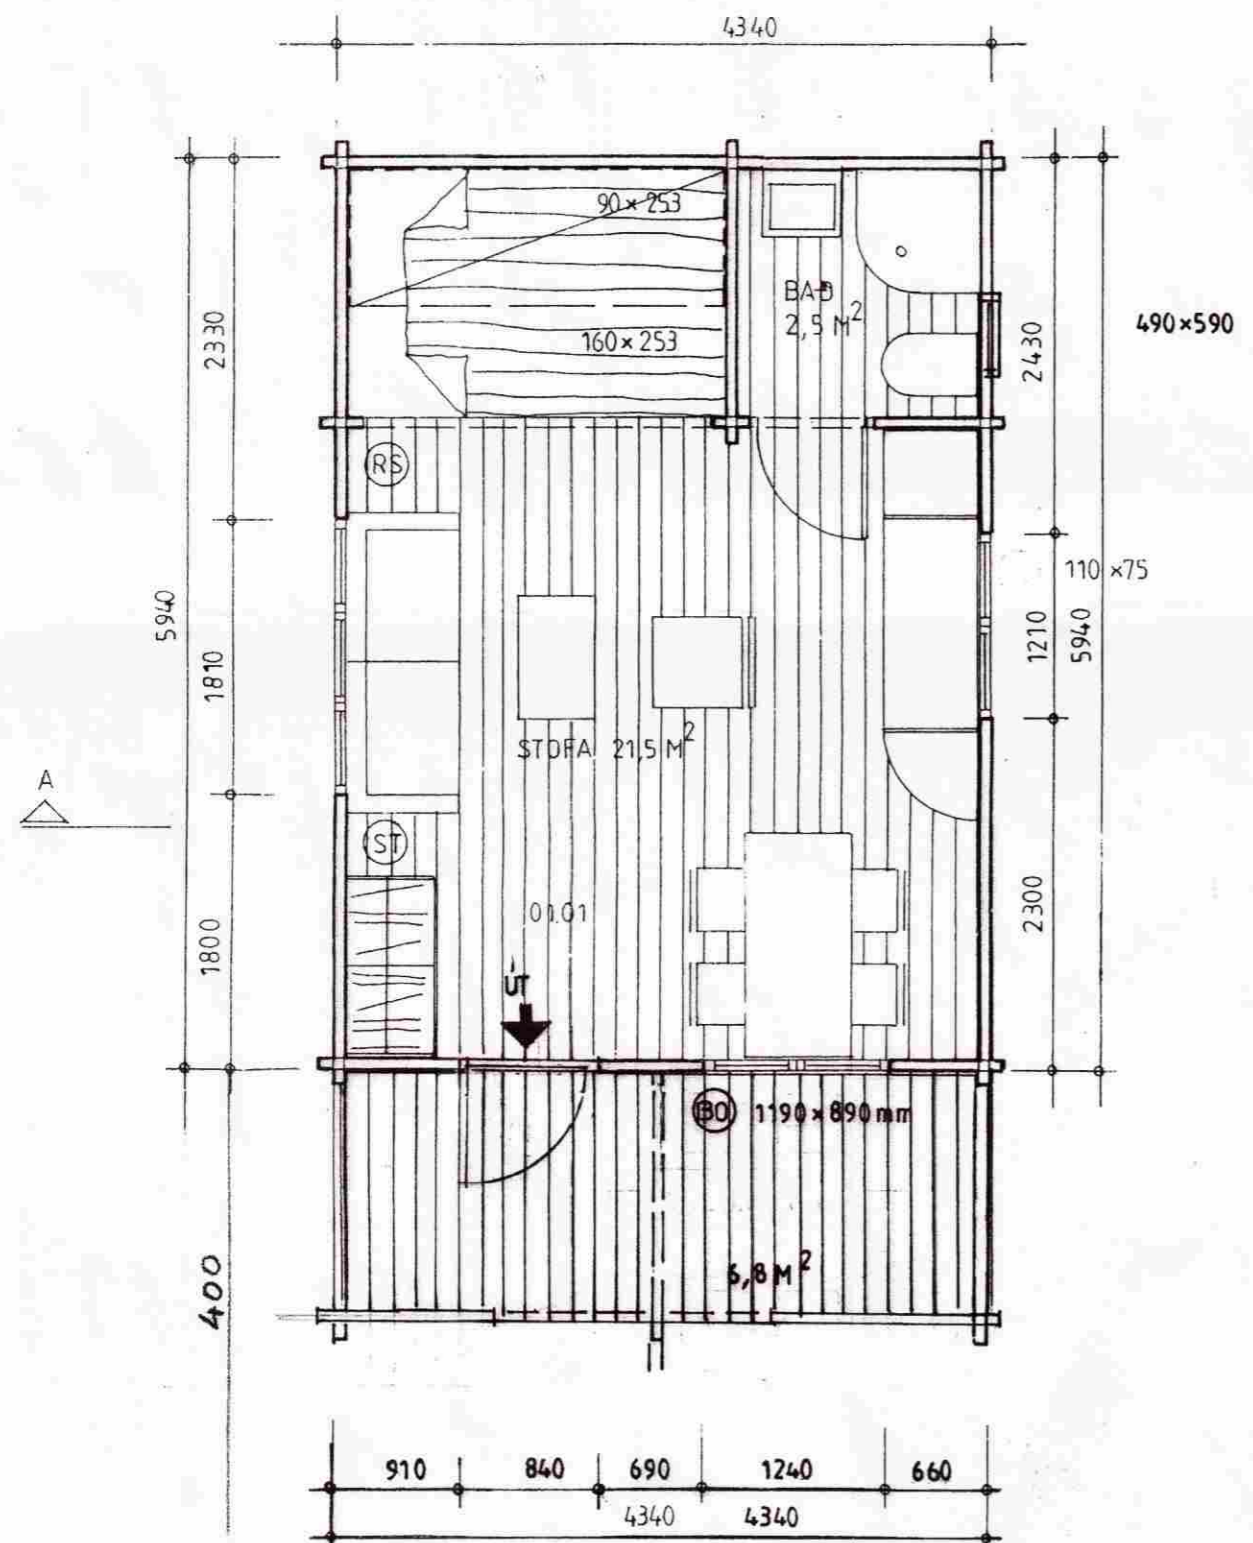 4340
90 × 253
BAÐ
2,5 M²
490×590
2330
160 × 253
2430
RS
110 ×75
5940
1810
1210
5940
STOFA 21,5 M²
A
ST
01.01
1800
2300
ÚT
BO 1190 × 890 mm
400
6,8 M²
910 840 690 1240 660
4340 4340